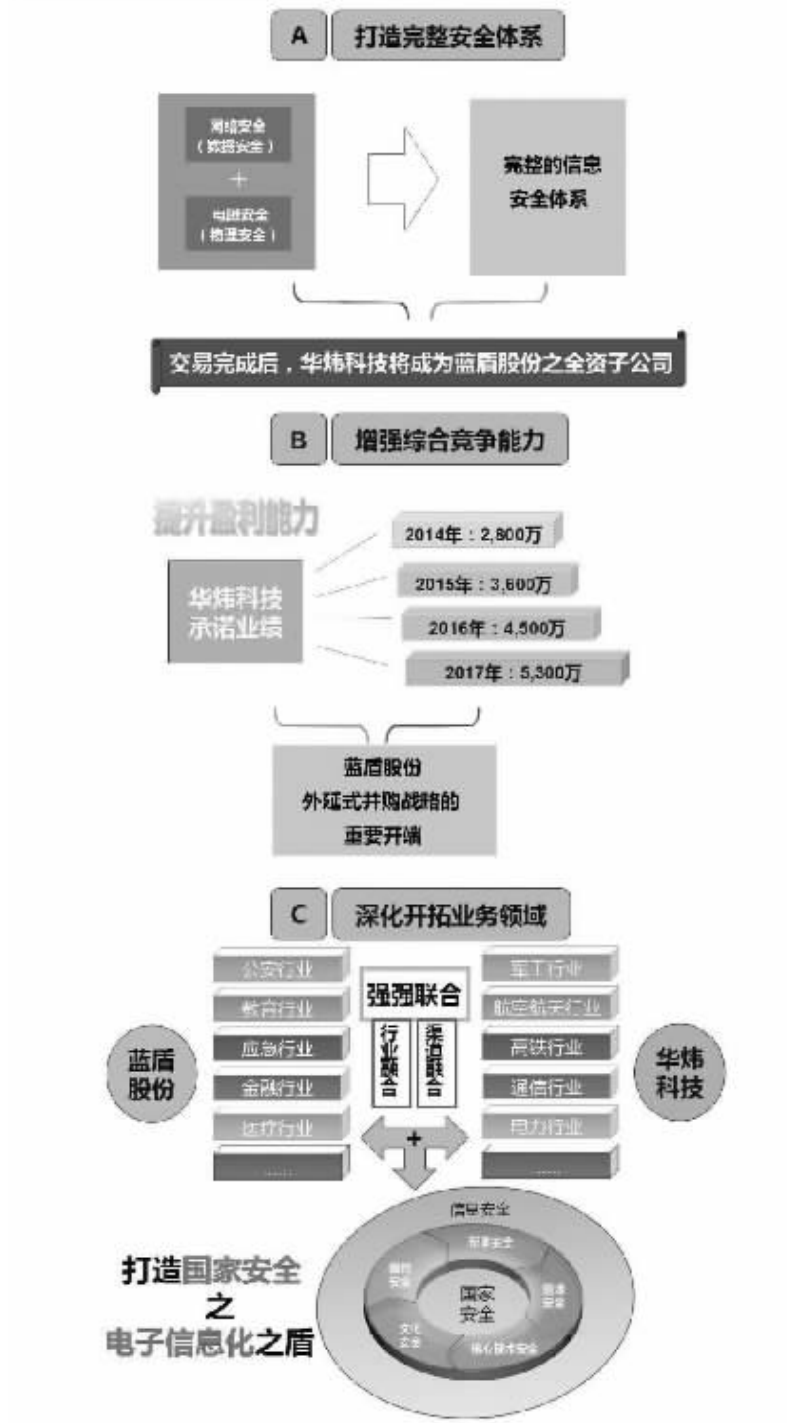 A 打造完整安全体系
网络安全
（数据安全）
+
电磁安全
（物理安全）
完整的信息
安全体系
交易完成后，华炜科技将成为蓝盾股份之全资子公司
B 增强综合竞争能力
提升盈利能力
华炜科技
承诺业绩
2014年：2,800万
2015年：3,600万
2016年：4,500万
2017年：5,300万
蓝盾股份
外延式并购战略的
重要开端
C 深化开拓业务领域
蓝盾
股份
公安行业
教育行业
应急行业
金融行业
医疗行业
......
强强联合
行业融合
渠道联合
+
军工行业
航空航天行业
高铁行业
通信行业
电力行业
......
华炜
科技
打造国家安全
之
电子信息化之盾
信息安全
国家
安全
文化
安全
核心技术安全